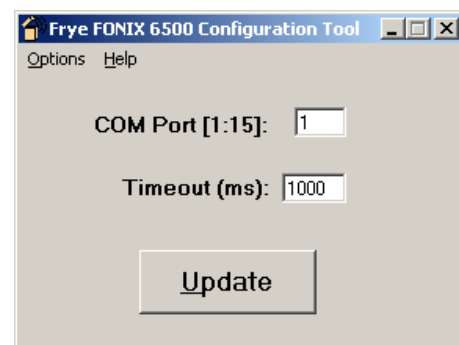 Frye FONIX 6500 Configuration Tool
Options Help
COM Port [1:15]: 1
Timeout (ms): 1000
Update